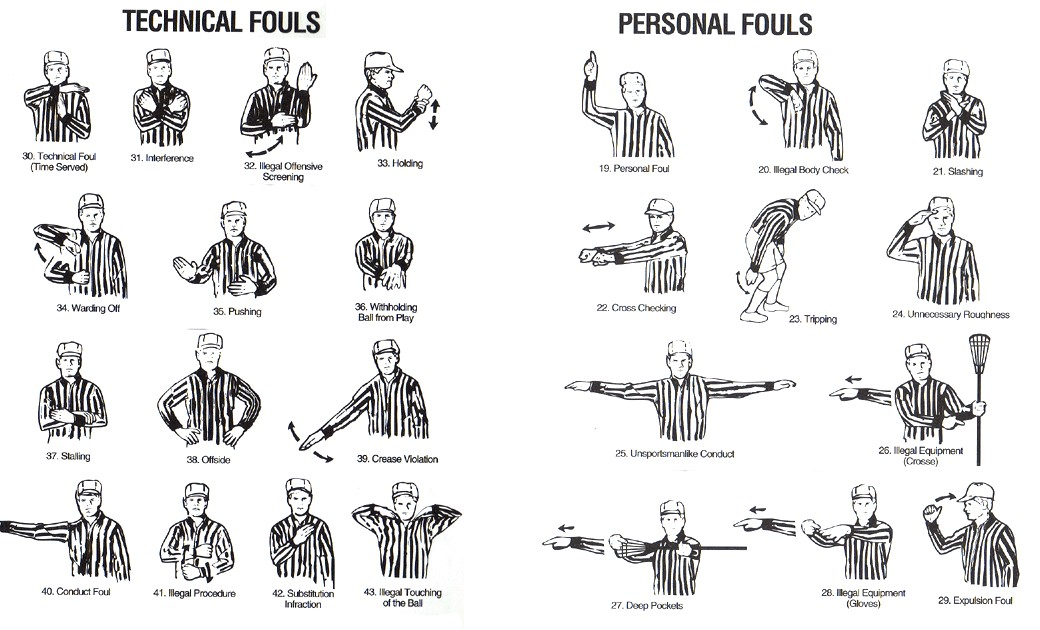 TECHNICAL FOULS
30. Technical Foul
(Time Served)
31. Interference
32. Illegal Offensive
Screening
33. Holding
34. Warding Off
35. Pushing
36. Withholding
Ball from Play
37. Stalling
38. Offside
39. Crease Violation
40. Conduct Foul
41. Illegal Procedure
42. Substitution
Infraction
43. Illegal Touching
of the Ball
PERSONAL FOULS
19. Personal Foul
20. Illegal Body Check
21. Slashing
22. Cross Checking
23. Tripping
24. Unnecessary Roughness
25. Unsportsmanlike Conduct
26. Illegal Equipment
(Crosse)
27. Deep Pockets
28. Illegal Equipment
(Gloves)
29. Expulsion Foul